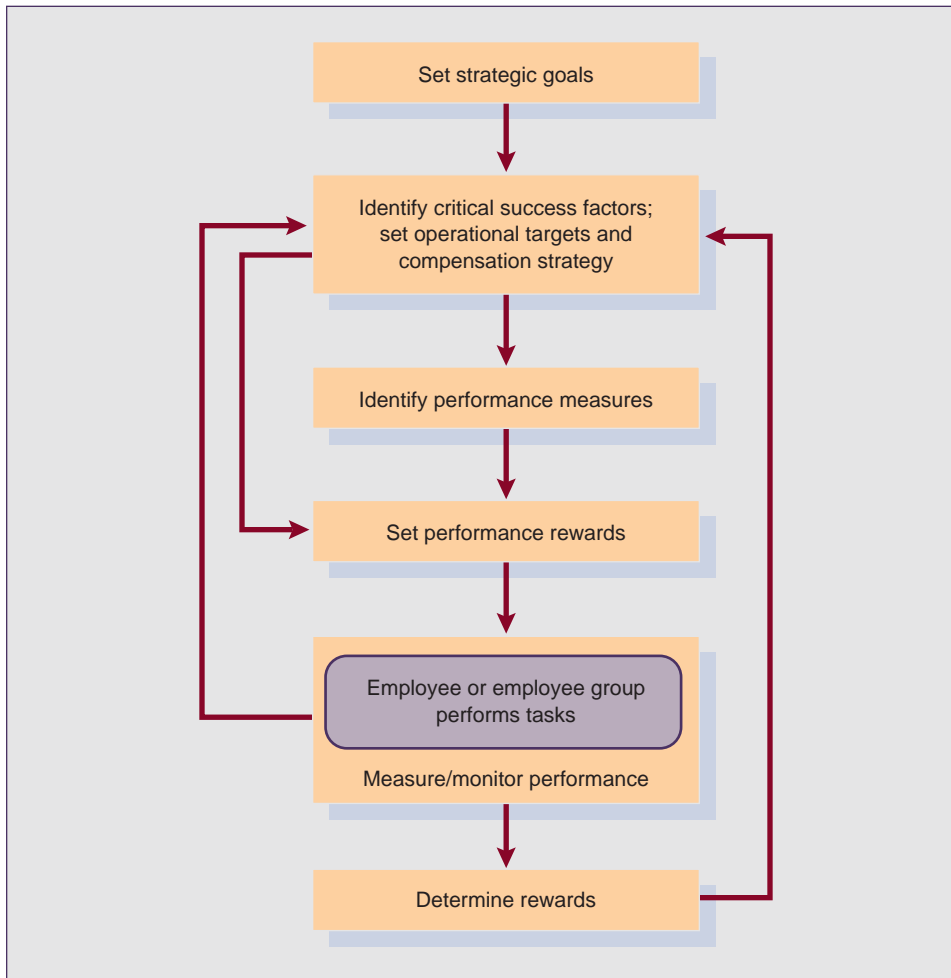 Set strategic goals
Identify critical success factors;
set operational targets and
compensation strategy
Identify performance measures
Set performance rewards
Employee or employee group
performs tasks
Measure/monitor performance
Determine rewards